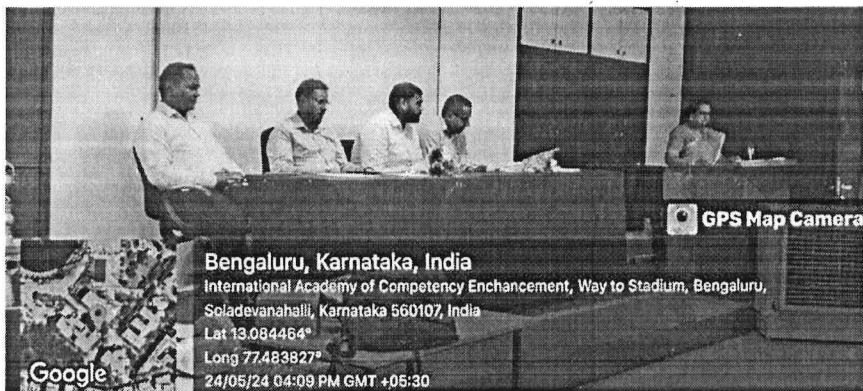 GPS Map Camera
Bengaluru, Karnataka, India
International Academy of Competency Enchancement, Way to Stadium, Bengaluru,
Soladevanahalli, Karnataka 560107, India
Lat 13.084464°
Long 77.483827°
24/05/24 04:09 PM GMT +05:30
Google